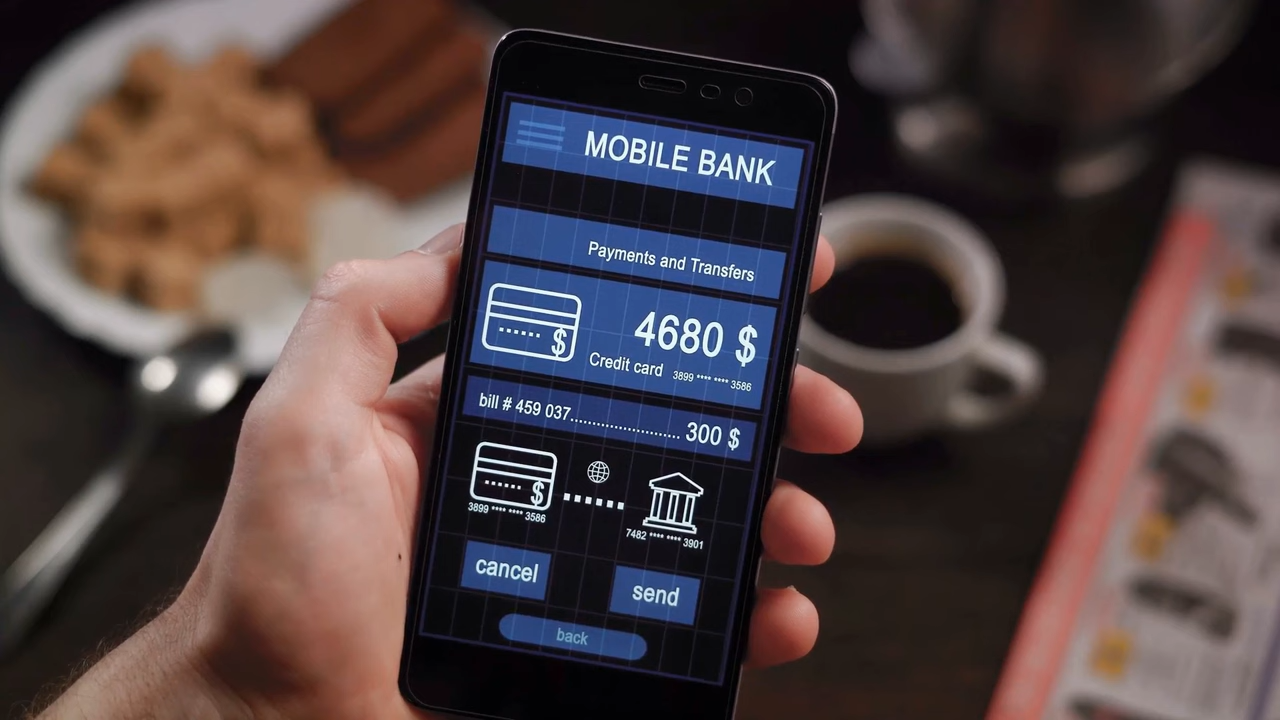 MOBILE BANK
Payments and Transfers
4680 $
Credit card 3899 **** **** 3586
bill # 459 037........................... 300 $
$
3899 **** **** 3586
7482 **** **** 3901
cancel
send
back